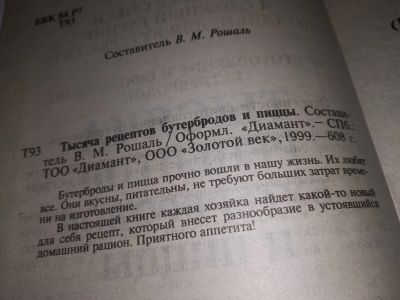 ББК 84 Р7
Т93
Составитель В. М. Рошаль
Т93 Тысяча рецептов бутербродов и пиццы. Состави-
тель В. М. Рошаль / Оформл. «Диамант».– СПб.:
ТОО «Диамант», ООО «Золотой век», 1999.–608 с.
Бутерброды и пицца прочно вошли в нашу жизнь. Их любят
все. Они вкусны, питательны, не требуют больших затрат време-
ни на изготовление.
В настоящей книге каждая хозяйка найдет какой-то новый
для себя рецепт, который внесет разнообразие в устоявшийся
домашний рацион. Приятного аппетита!